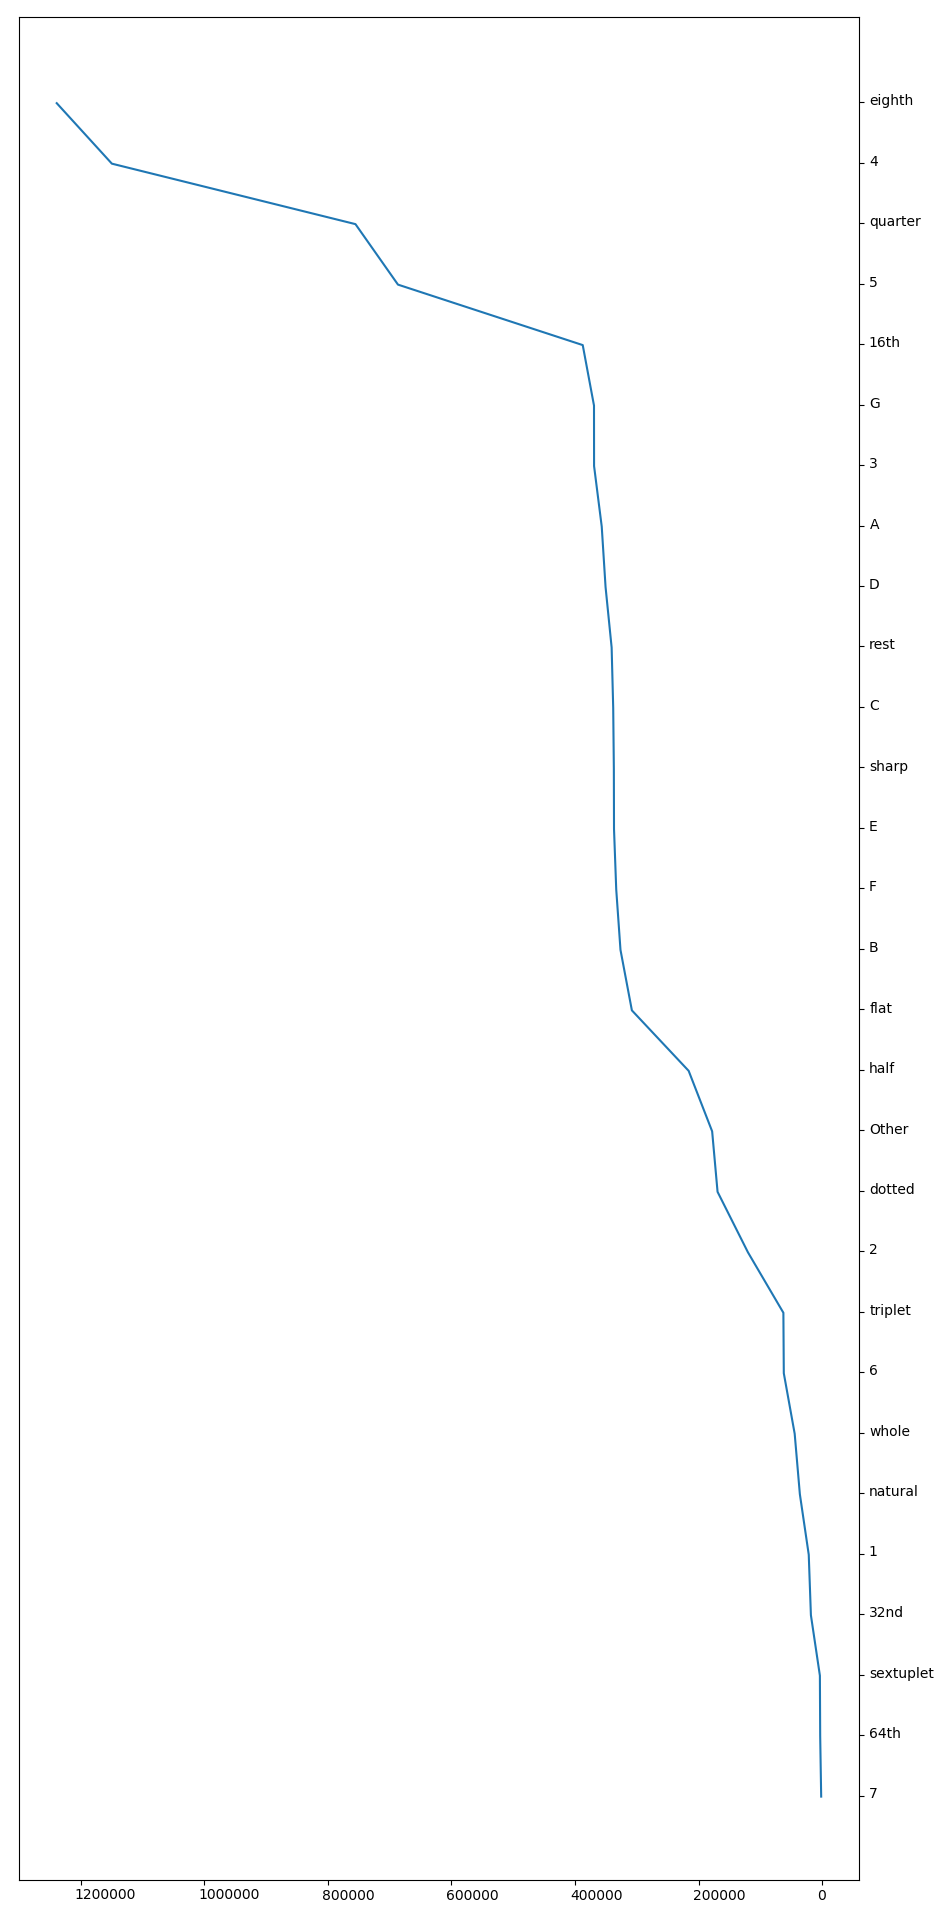 eighth
4
quarter
5
16th
G
3
A
D
rest
C
sharp
E
F
B
flat
half
Other
dotted
2
triplet
6
whole
natural
1
32nd
sextuplet
64th
7
1200000 1000000 800000 600000 400000 200000 0